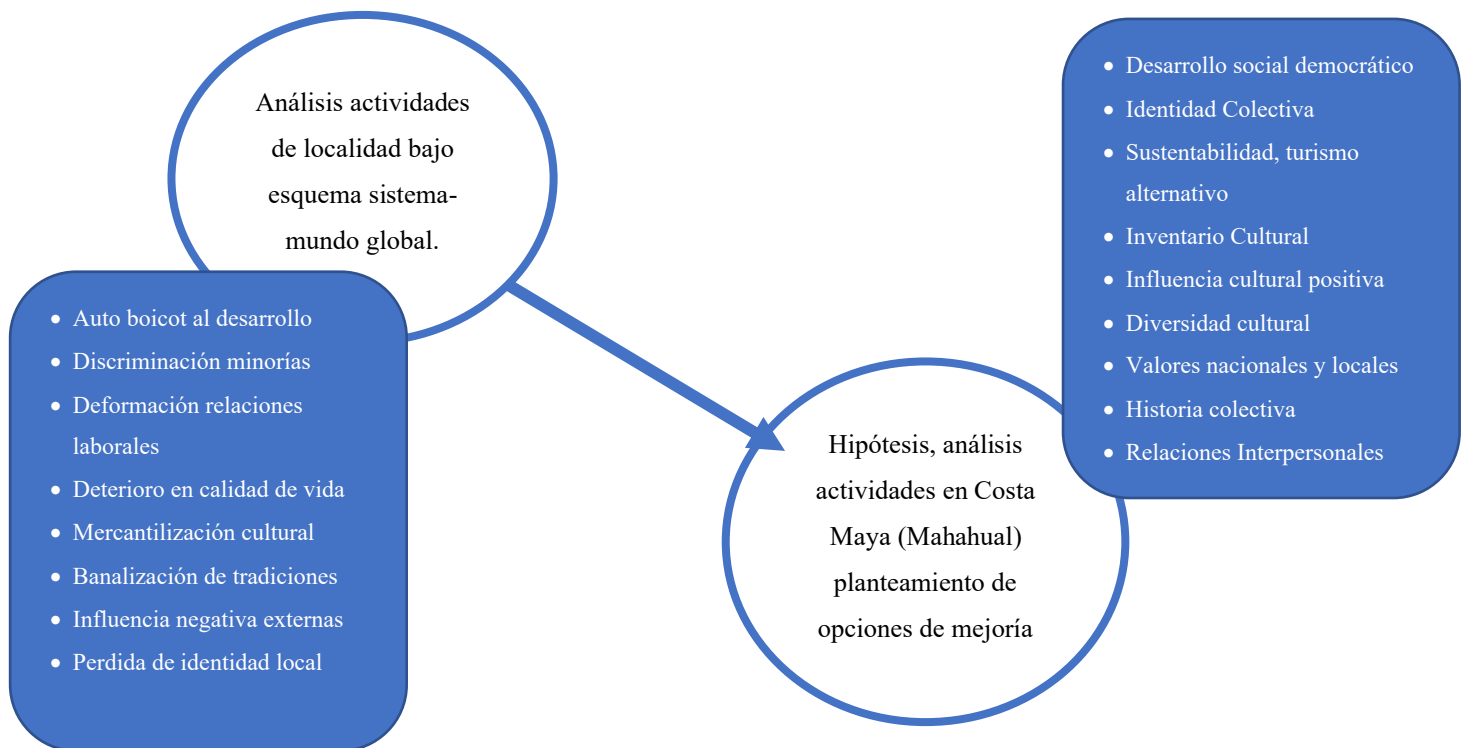 Análisis actividades
de localidad bajo
esquema sistema-
mundo global.
• Auto boicot al desarrollo
• Discriminación minorías
• Deformación relaciones
laborales
• Deterioro en calidad de vida
• Mercantilización cultural
• Banalización de tradiciones
• Influencia negativa externas
• Perdida de identidad local
Hipótesis, análisis
actividades en Costa
Maya (Mahahual)
planteamiento de
opciones de mejoría
• Desarrollo social democrático
• Identidad Colectiva
• Sustentabilidad, turismo
alternativo
• Inventario Cultural
• Influencia cultural positiva
• Diversidad cultural
• Valores nacionales y locales
• Historia colectiva
• Relaciones Interpersonales